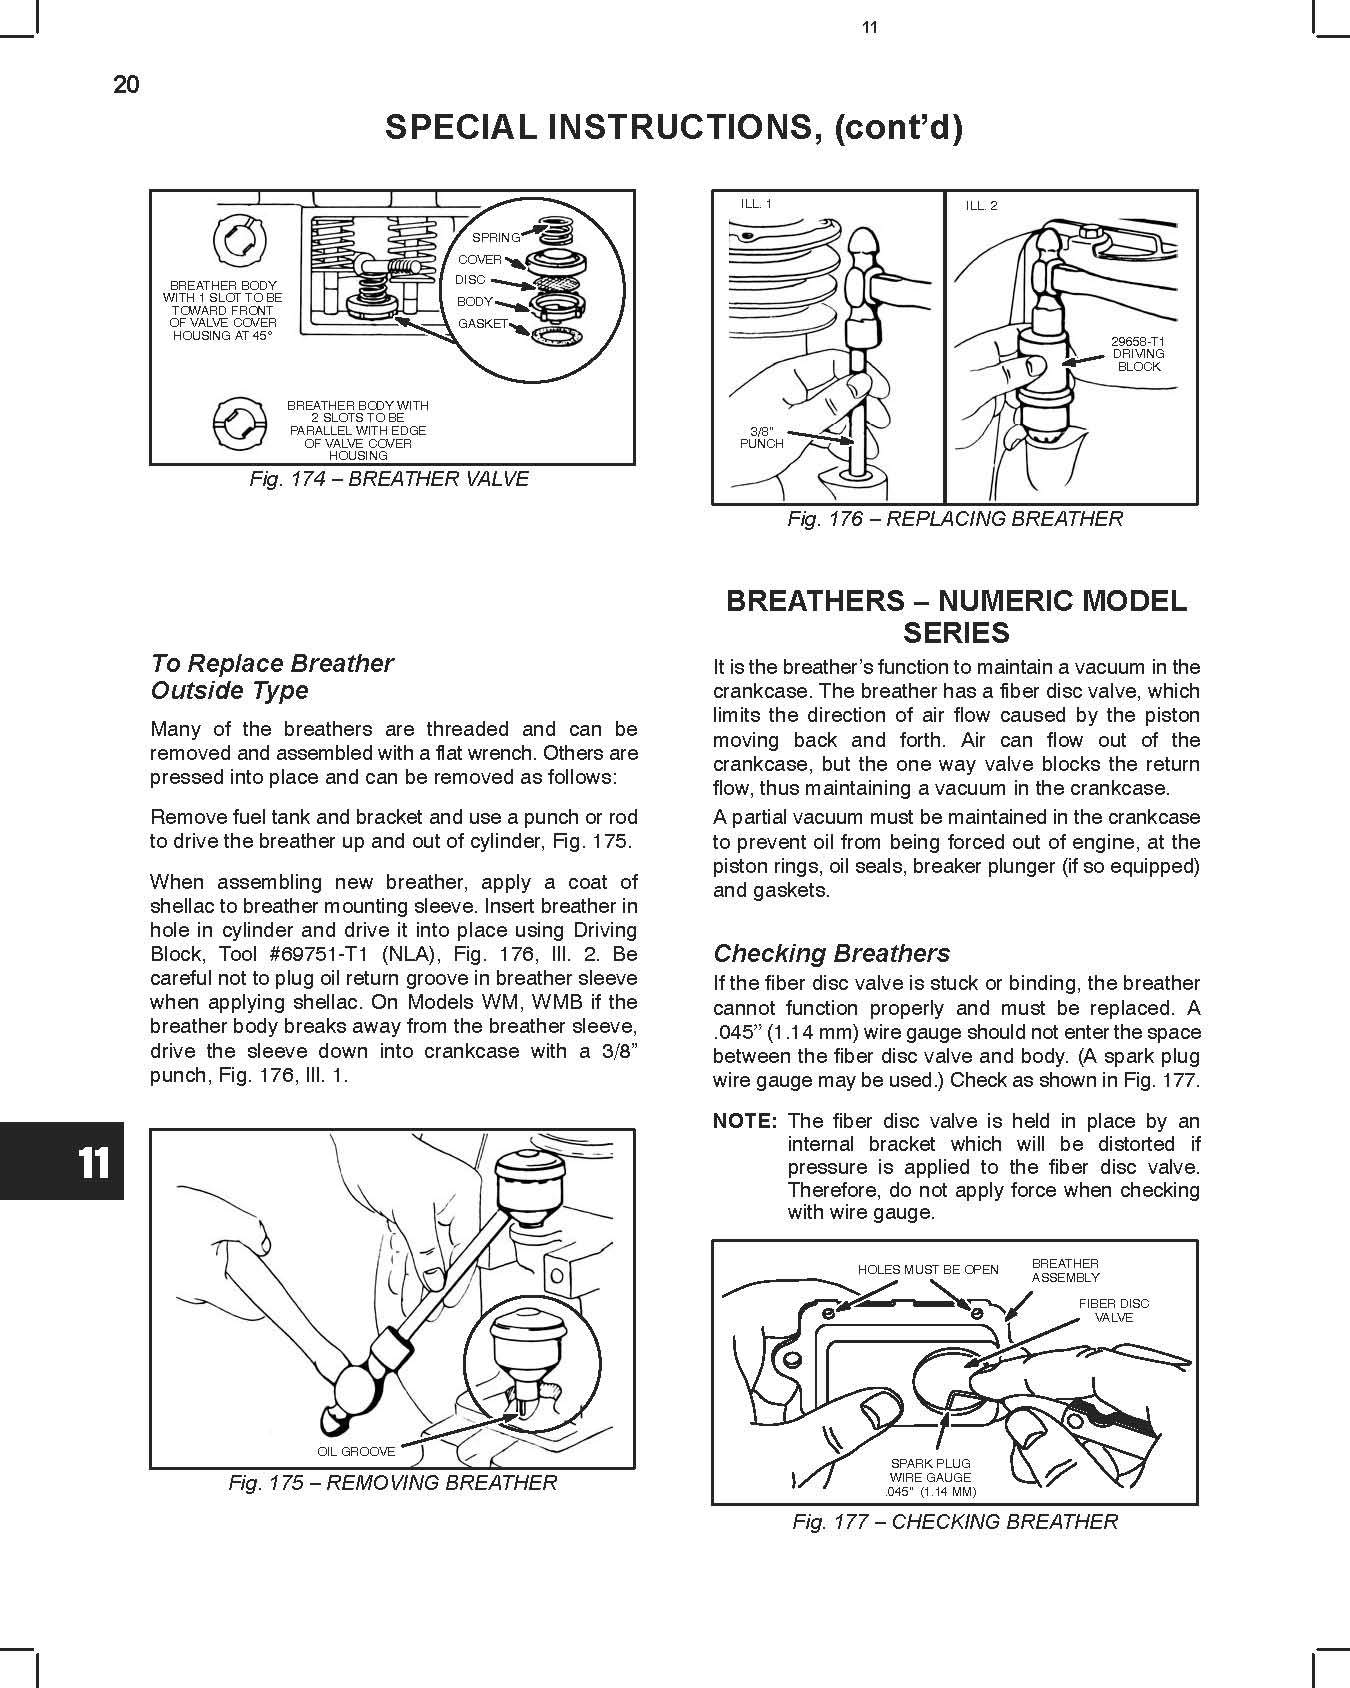 11
20
SPECIAL INSTRUCTIONS, (cont’d)
SPRING
COVER
DISC
BODY
GASKET
BREATHER BODY
WITH 1 SLOT TO BE
TOWARD FRONT
OF VALVE COVER
HOUSING AT 45°
BREATHER BODY WITH
2 SLOTS TO BE
PARALLEL WITH EDGE
OF VALVE COVER
HOUSING
Fig. 174 – BREATHER VALVE
To Replace Breather
Outside Type
Many of the breathers are threaded and can be
removed and assembled with a flat wrench. Others are
pressed into place and can be removed as follows:
Remove fuel tank and bracket and use a punch or rod
to drive the breather up and out of cylinder, Fig. 175.
When assembling new breather, apply a coat of
shellac to breather mounting sleeve. Insert breather in
hole in cylinder and drive it into place using Driving
Block, Tool #69751-T1 (NLA), Fig. 176, Ill. 2. Be
careful not to plug oil return groove in breather sleeve
when applying shellac. On Models WM, WMB if the
breather body breaks away from the breather sleeve,
drive the sleeve down into crankcase with a 3/8”
punch, Fig. 176, Ill. 1.
11
OIL GROOVE
Fig. 175 – REMOVING BREATHER
ILL. 1
ILL. 2
29658-T1
DRIVING
BLOCK
3/8"
PUNCH
Fig. 176 – REPLACING BREATHER
BREATHERS – NUMERIC MODEL
SERIES
It is the breather’s function to maintain a vacuum in the
crankcase. The breather has a fiber disc valve, which
limits the direction of air flow caused by the piston
moving back and forth. Air can flow out of the
crankcase, but the one way valve blocks the return
flow, thus maintaining a vacuum in the crankcase.
A partial vacuum must be maintained in the crankcase
to prevent oil from being forced out of engine, at the
piston rings, oil seals, breaker plunger (if so equipped)
and gaskets.
Checking Breathers
If the fiber disc valve is stuck or binding, the breather
cannot function properly and must be replaced. A
.045” (1.14 mm) wire gauge should not enter the space
between the fiber disc valve and body. (A spark plug
wire gauge may be used.) Check as shown in Fig. 177.
NOTE: The fiber disc valve is held in place by an
internal bracket which will be distorted if
pressure is applied to the fiber disc valve.
Therefore, do not apply force when checking
with wire gauge.
HOLES MUST BE OPEN
BREATHER
ASSEMBLY
FIBER DISC
VALVE
SPARK PLUG
WIRE GAUGE
.045" (1.14 MM)
Fig. 177 – CHECKING BREATHER